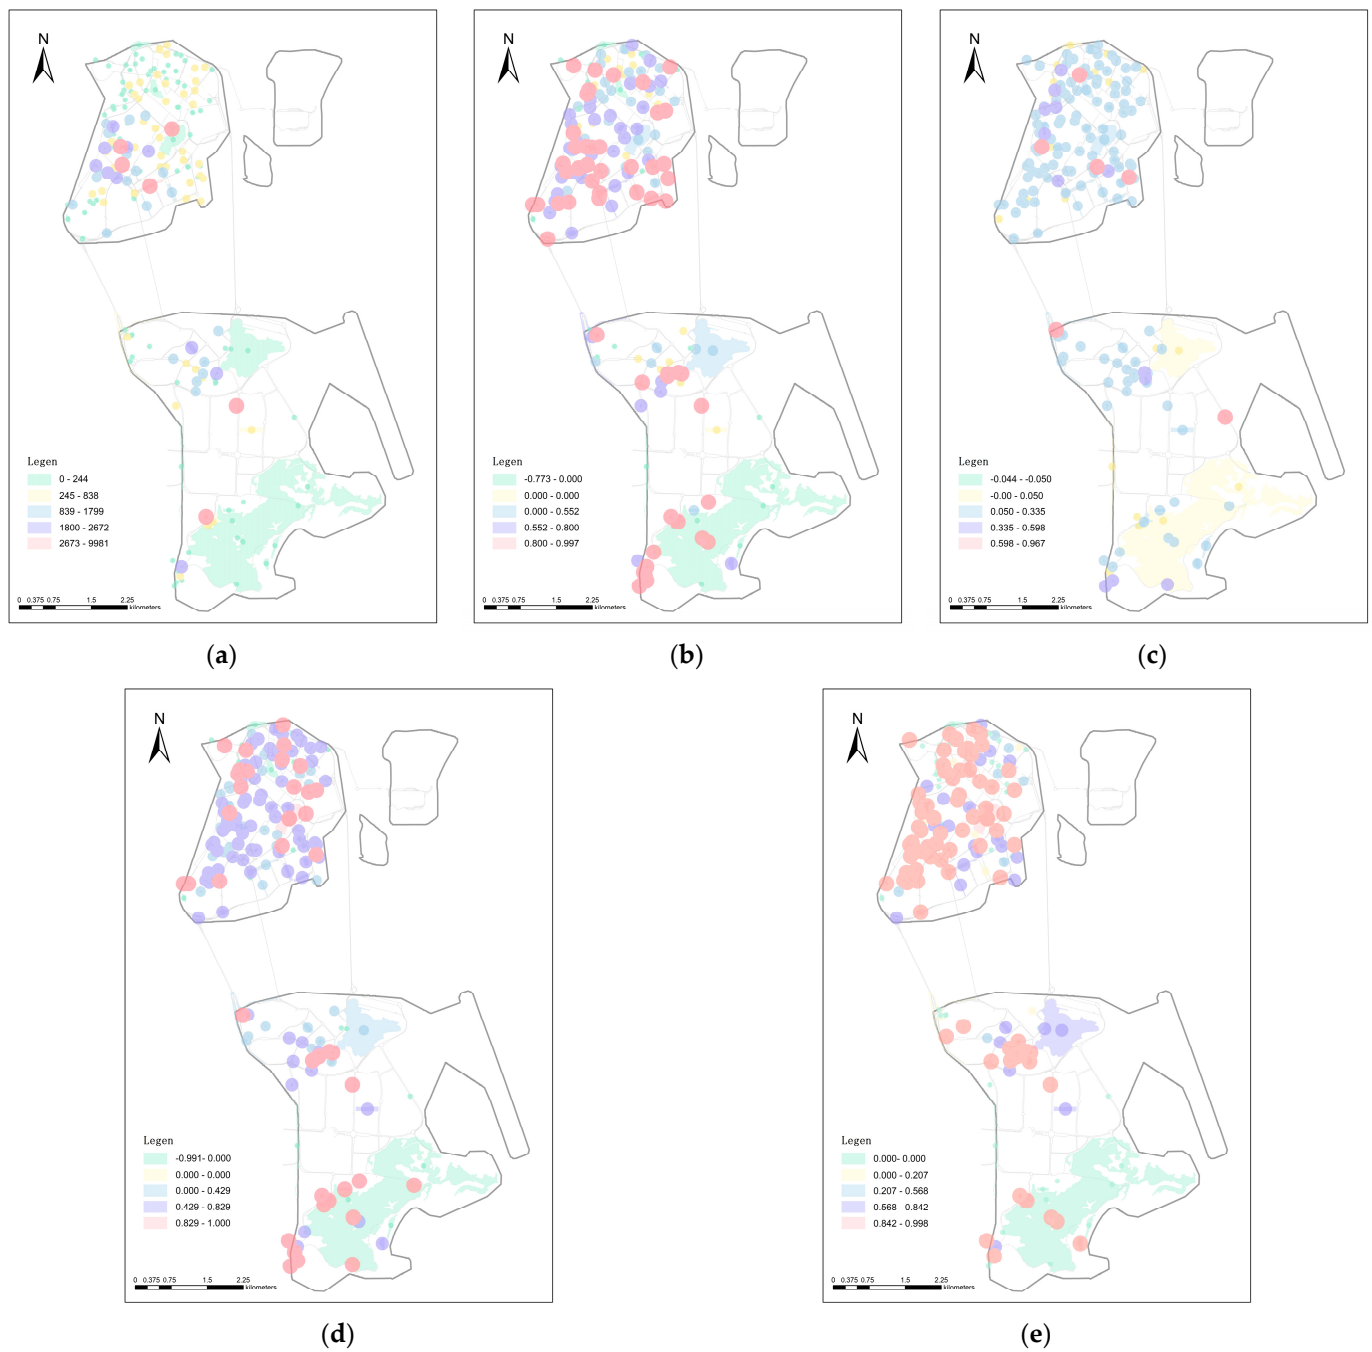 N
Legen
0 - 244
245 - 838
839 - 1799
1800 - 2672
2673 - 9981
0 0.375 0.75 1.5 2.25
kilometers
(a)
N
Legen
-0.773 - 0.000
0.000 - 0.000
0.000 - 0.552
0.552 - 0.800
0.800 - 0.997
0 0.375 0.75 1.5 2.25
kilometers
(b)
N
Legen
-0.044 - -0.050
-0.00 - 0.050
0.050 - 0.335
0.335 - 0.598
0.598 - 0.967
0 0.375 0.75 1.5 2.25
kilometers
(c)
N
Legen
-0.991- 0.000
0.000 - 0.000
0.000 - 0.429
0.429 - 0.829
0.829 - 1.000
0 0.375 0.75 1.5 2.25
kilometers
(d)
N
Legen
0.000- 0.000
0.000 - 0.207
0.207 - 0.568
0.568 0.842
0.842 - 0.998
0 0.375 0.75 1.5 2.25
kilometers
(e)